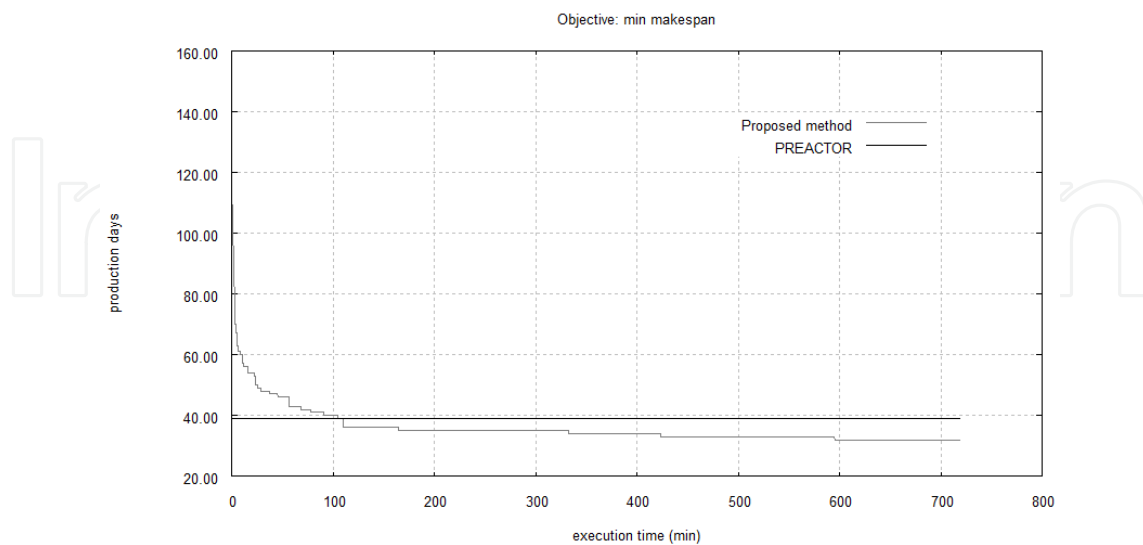 Objective: min makespan
160.00
140.00
120.00
100.00
80.00
60.00
40.00
20.00
production days
Proposed method
PREACTOR
0 100 200 300 400 500 600 700 800
execution time (min)